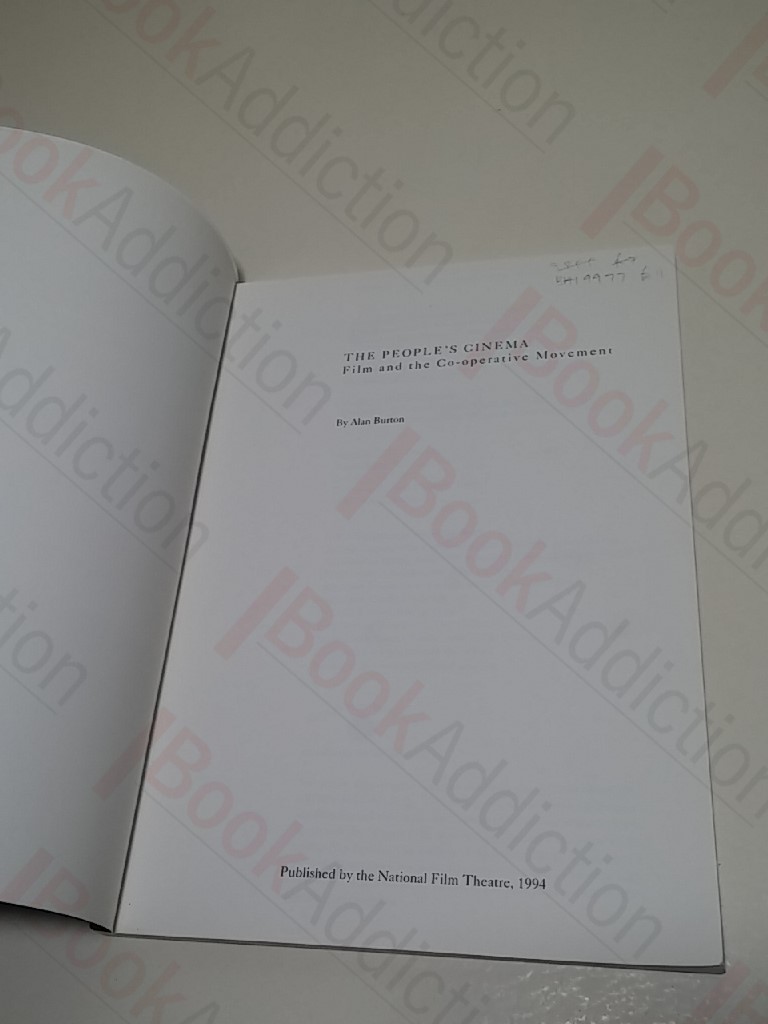 THE PEOPLE'S CINEMA
Film and the Co-operative Movement
By Alan Burton
Published by the National Film Theatre, 1994
BookAddiction